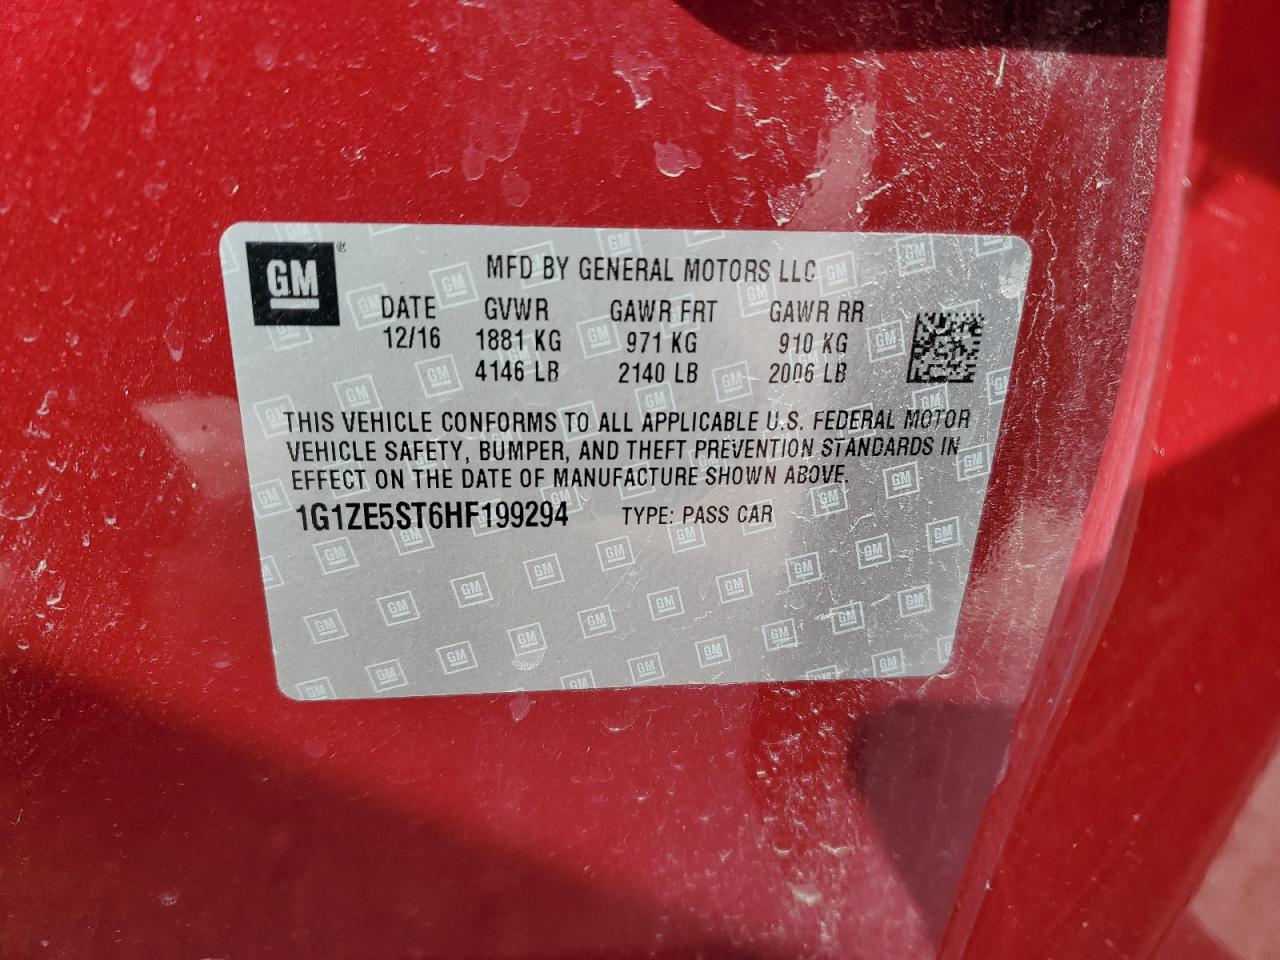 GM ®
MFD BY GENERAL MOTORS LLC
DATE GVWR GAWR FRT GAWR RR
12/16 1881 KG 971 KG 910 KG
4146 LB 2140 LB 2006 LB
THIS VEHICLE CONFORMS TO ALL APPLICABLE U.S. FEDERAL MOTOR
VEHICLE SAFETY, BUMPER, AND THEFT PREVENTION STANDARDS IN
EFFECT ON THE DATE OF MANUFACTURE SHOWN ABOVE.
1G1ZE5ST6HF199294 TYPE: PASS CAR